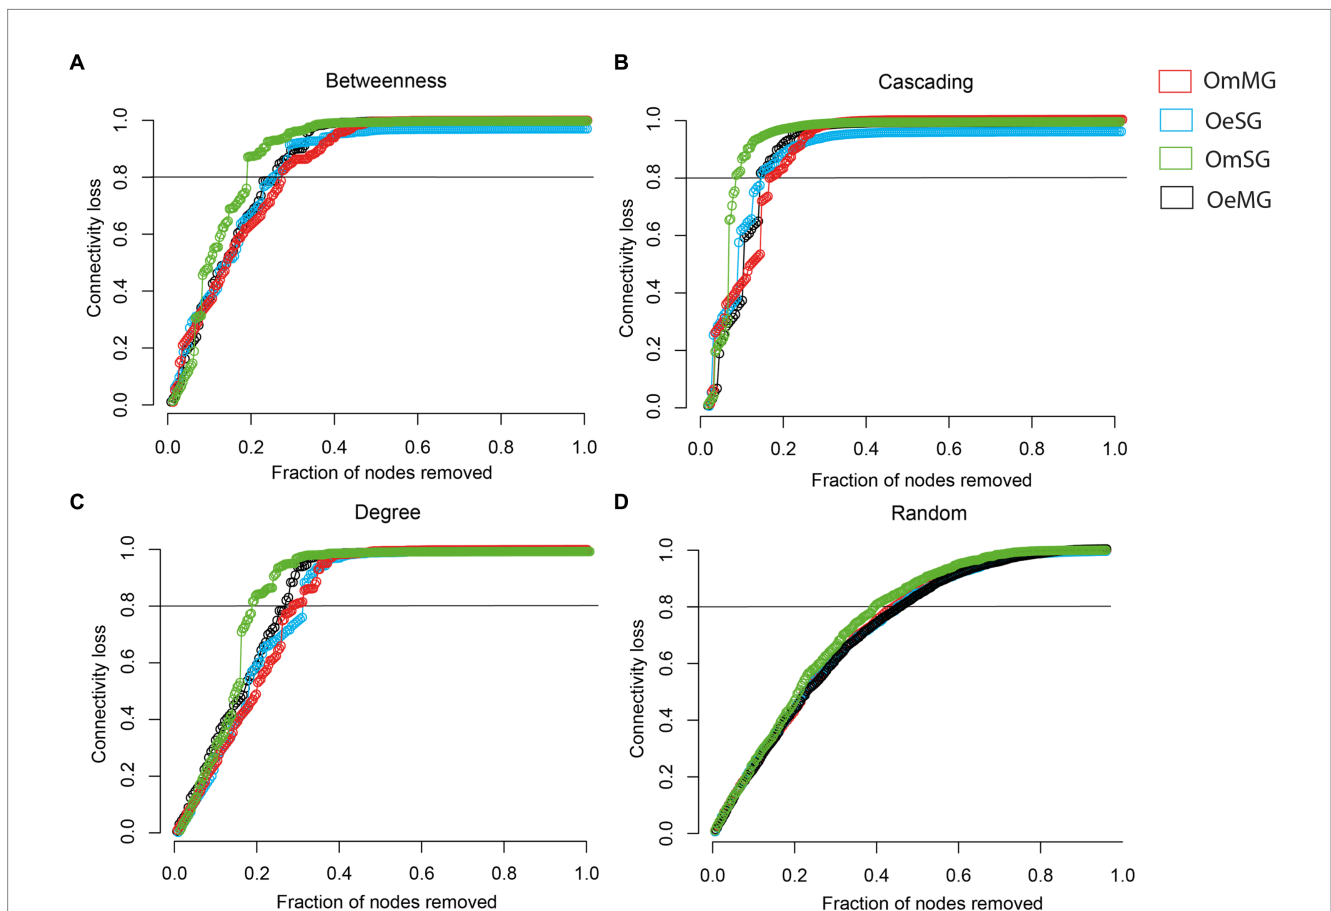 A
Betweenness
Connectivity loss
0.0 0.2 0.4 0.6 0.8 1.0
0.0 0.2 0.4 0.6 0.8 1.0
Fraction of nodes removed
B
Cascading
Connectivity loss
0.0 0.2 0.4 0.6 0.8 1.0
0.0 0.2 0.4 0.6 0.8 1.0
Fraction of nodes removed
OmMG
OeSG
OmSG
OeMG
C
Degree
Connectivity loss
0.0 0.2 0.4 0.6 0.8 1.0
0.0 0.2 0.4 0.6 0.8 1.0
Fraction of nodes removed
D
Random
Connectivity loss
0.0 0.2 0.4 0.6 0.8 1.0
0.0 0.2 0.4 0.6 0.8 1.0
Fraction of nodes removed